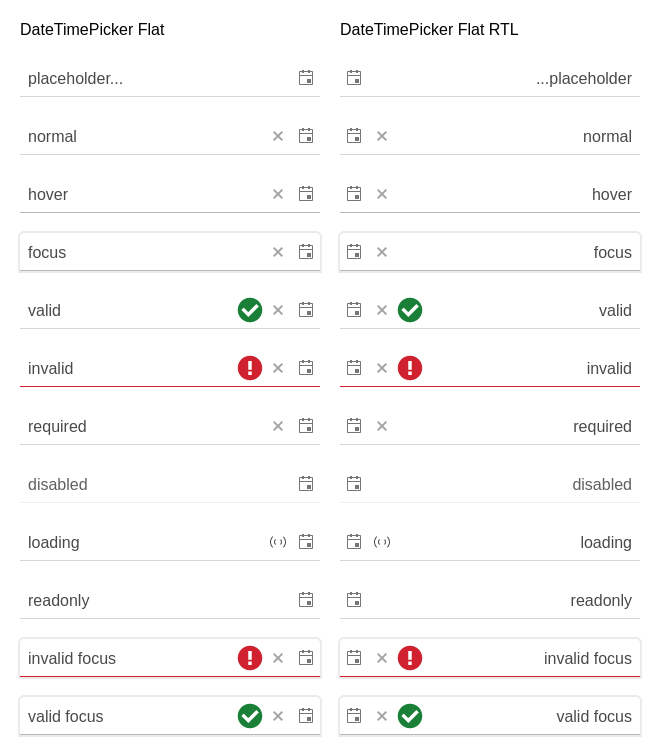 DateTimePicker Flat
placeholder...
normal
hover
focus
valid
invalid
required
disabled
loading
readonly
invalid focus
valid focus
DateTimePicker Flat RTL
...placeholder
normal
hover
focus
valid
invalid
required
disabled
loading
readonly
invalid focus
valid focus